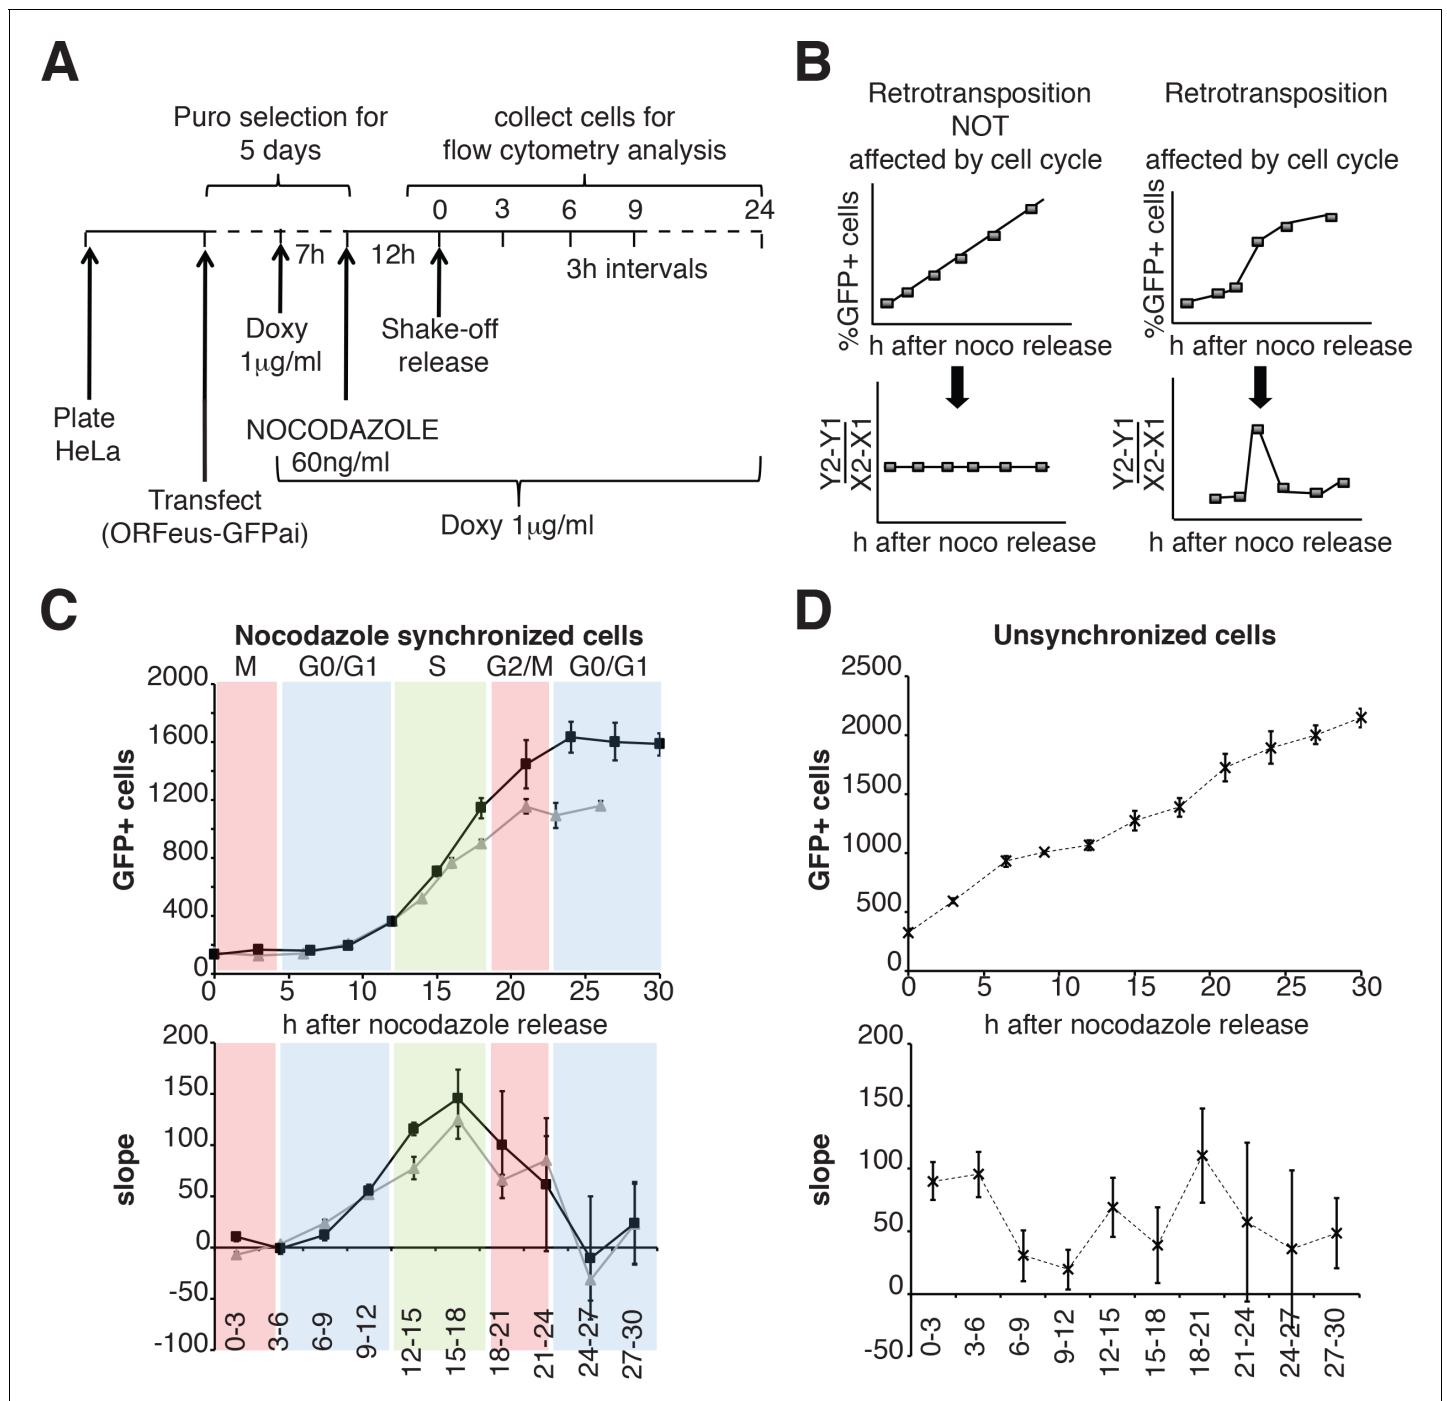 A
Puro selection for
5 days
collect cells for
flow cytometry analysis
0 3 6 9 24
7h 12h
3h intervals
Doxy
1µg/ml
Shake-off
release
Plate
HeLa
NOCODAZOLE
60ng/ml
Transfect
(ORFeus-GFPai)
Doxy 1µg/ml
B
Retrotransposition
NOT
affected by cell cycle
%GFP+ cells
h after noco release
Y2-Y1
X2-X1
h after noco release
Retrotransposition
affected by cell cycle
%GFP+ cells
h after noco release
Y2-Y1
X2-X1
h after noco release
C
Nocodazole synchronized cells
M G0/G1 S G2/M G0/G1
GFP+ cells
2000
1600
1200
800
400
0
0 5 10 15 20 25 30
h after nocodazole release
slope
200
150
100
50
0
-50
-100
0-3 3-6 6-9 9-12 12-15 15-18 18-21 21-24 24-27 27-30
D
Unsynchronized cells
GFP+ cells
2500
2000
1500
1000
500
0
0 5 10 15 20 25 30
h after nocodazole release
slope
200
150
100
50
0
-50
0-3 3-6 6-9 9-12 12-15 15-18 18-21 21-24 24-27 27-30